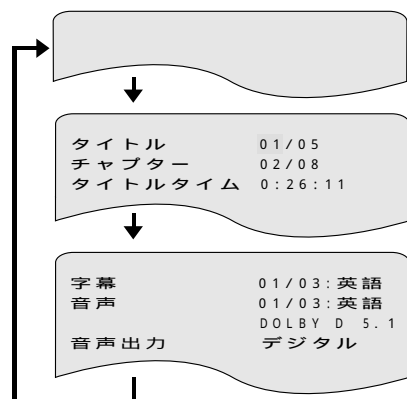 タイトル 01/05
チャプター 02/08
タイトルタイム 0:26:11
字幕 01/03:英語
音声 01/03:英語
DOLBY D 5.1
音声出力 デジタル